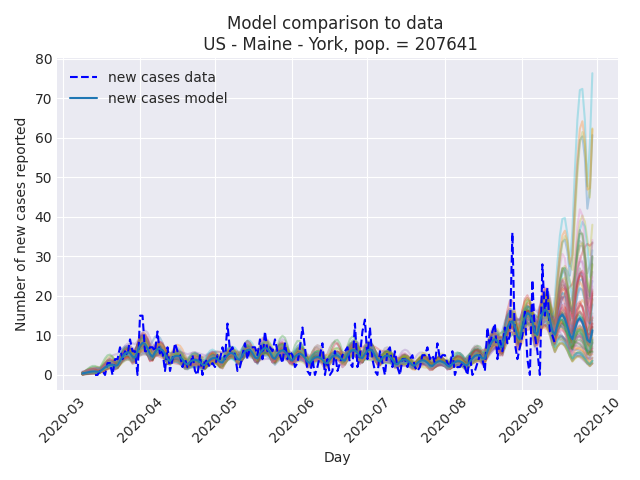 Model comparison to data
US - Maine - York, pop. = 207641
Number of new cases reported
80
70
60
50
40
30
20
10
0
new cases data
new cases model
2020-03
2020-04
2020-05
2020-06
2020-07
2020-08
2020-09
2020-10
Day